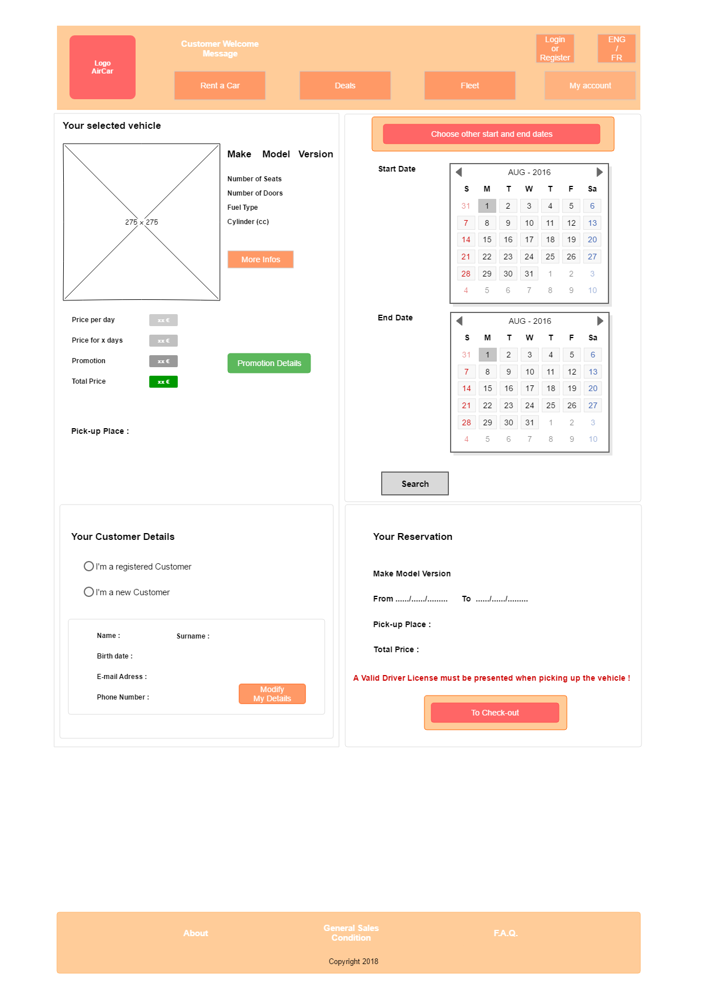 Logo
AirCar
Customer Welcome
Message
Login
or
Register
ENG
/
FR
Rent a Car
Deals
Fleet
My account
Your selected vehicle
275 x 275
Make Model Version
Number of Seats
Number of Doors
Fuel Type
Cylinder (cc)
More Infos
Price per day xx €
Price for x days xx €
Promotion xx €
Promotion Details
Total Price xx €
Pick-up Place :
Choose other start and end dates
Start Date
AUG - 2016
S M T W T F Sa
31 1 2 3 4 5 6
7 8 9 10 11 12 13
14 15 16 17 18 19 20
21 22 23 24 25 26 27
28 29 30 31 1 2 3
4 5 6 7 8 9 10
End Date
AUG - 2016
S M T W T F Sa
31 1 2 3 4 5 6
7 8 9 10 11 12 13
14 15 16 17 18 19 20
21 22 23 24 25 26 27
28 29 30 31 1 2 3
4 5 6 7 8 9 10
Search
Your Customer Details
I'm a registered Customer
I'm a new Customer
Name : Surname :
Birth date :
E-mail Adress :
Phone Number :
Modify
My Details
Your Reservation
Make Model Version
From ....../....../......... To ....../....../.........
Pick-up Place :
Total Price :
A Valid Driver License must be presented when picking up the vehicle !
To Check-out
About
General Sales
Condition
F.A.Q.
Copyright 2018